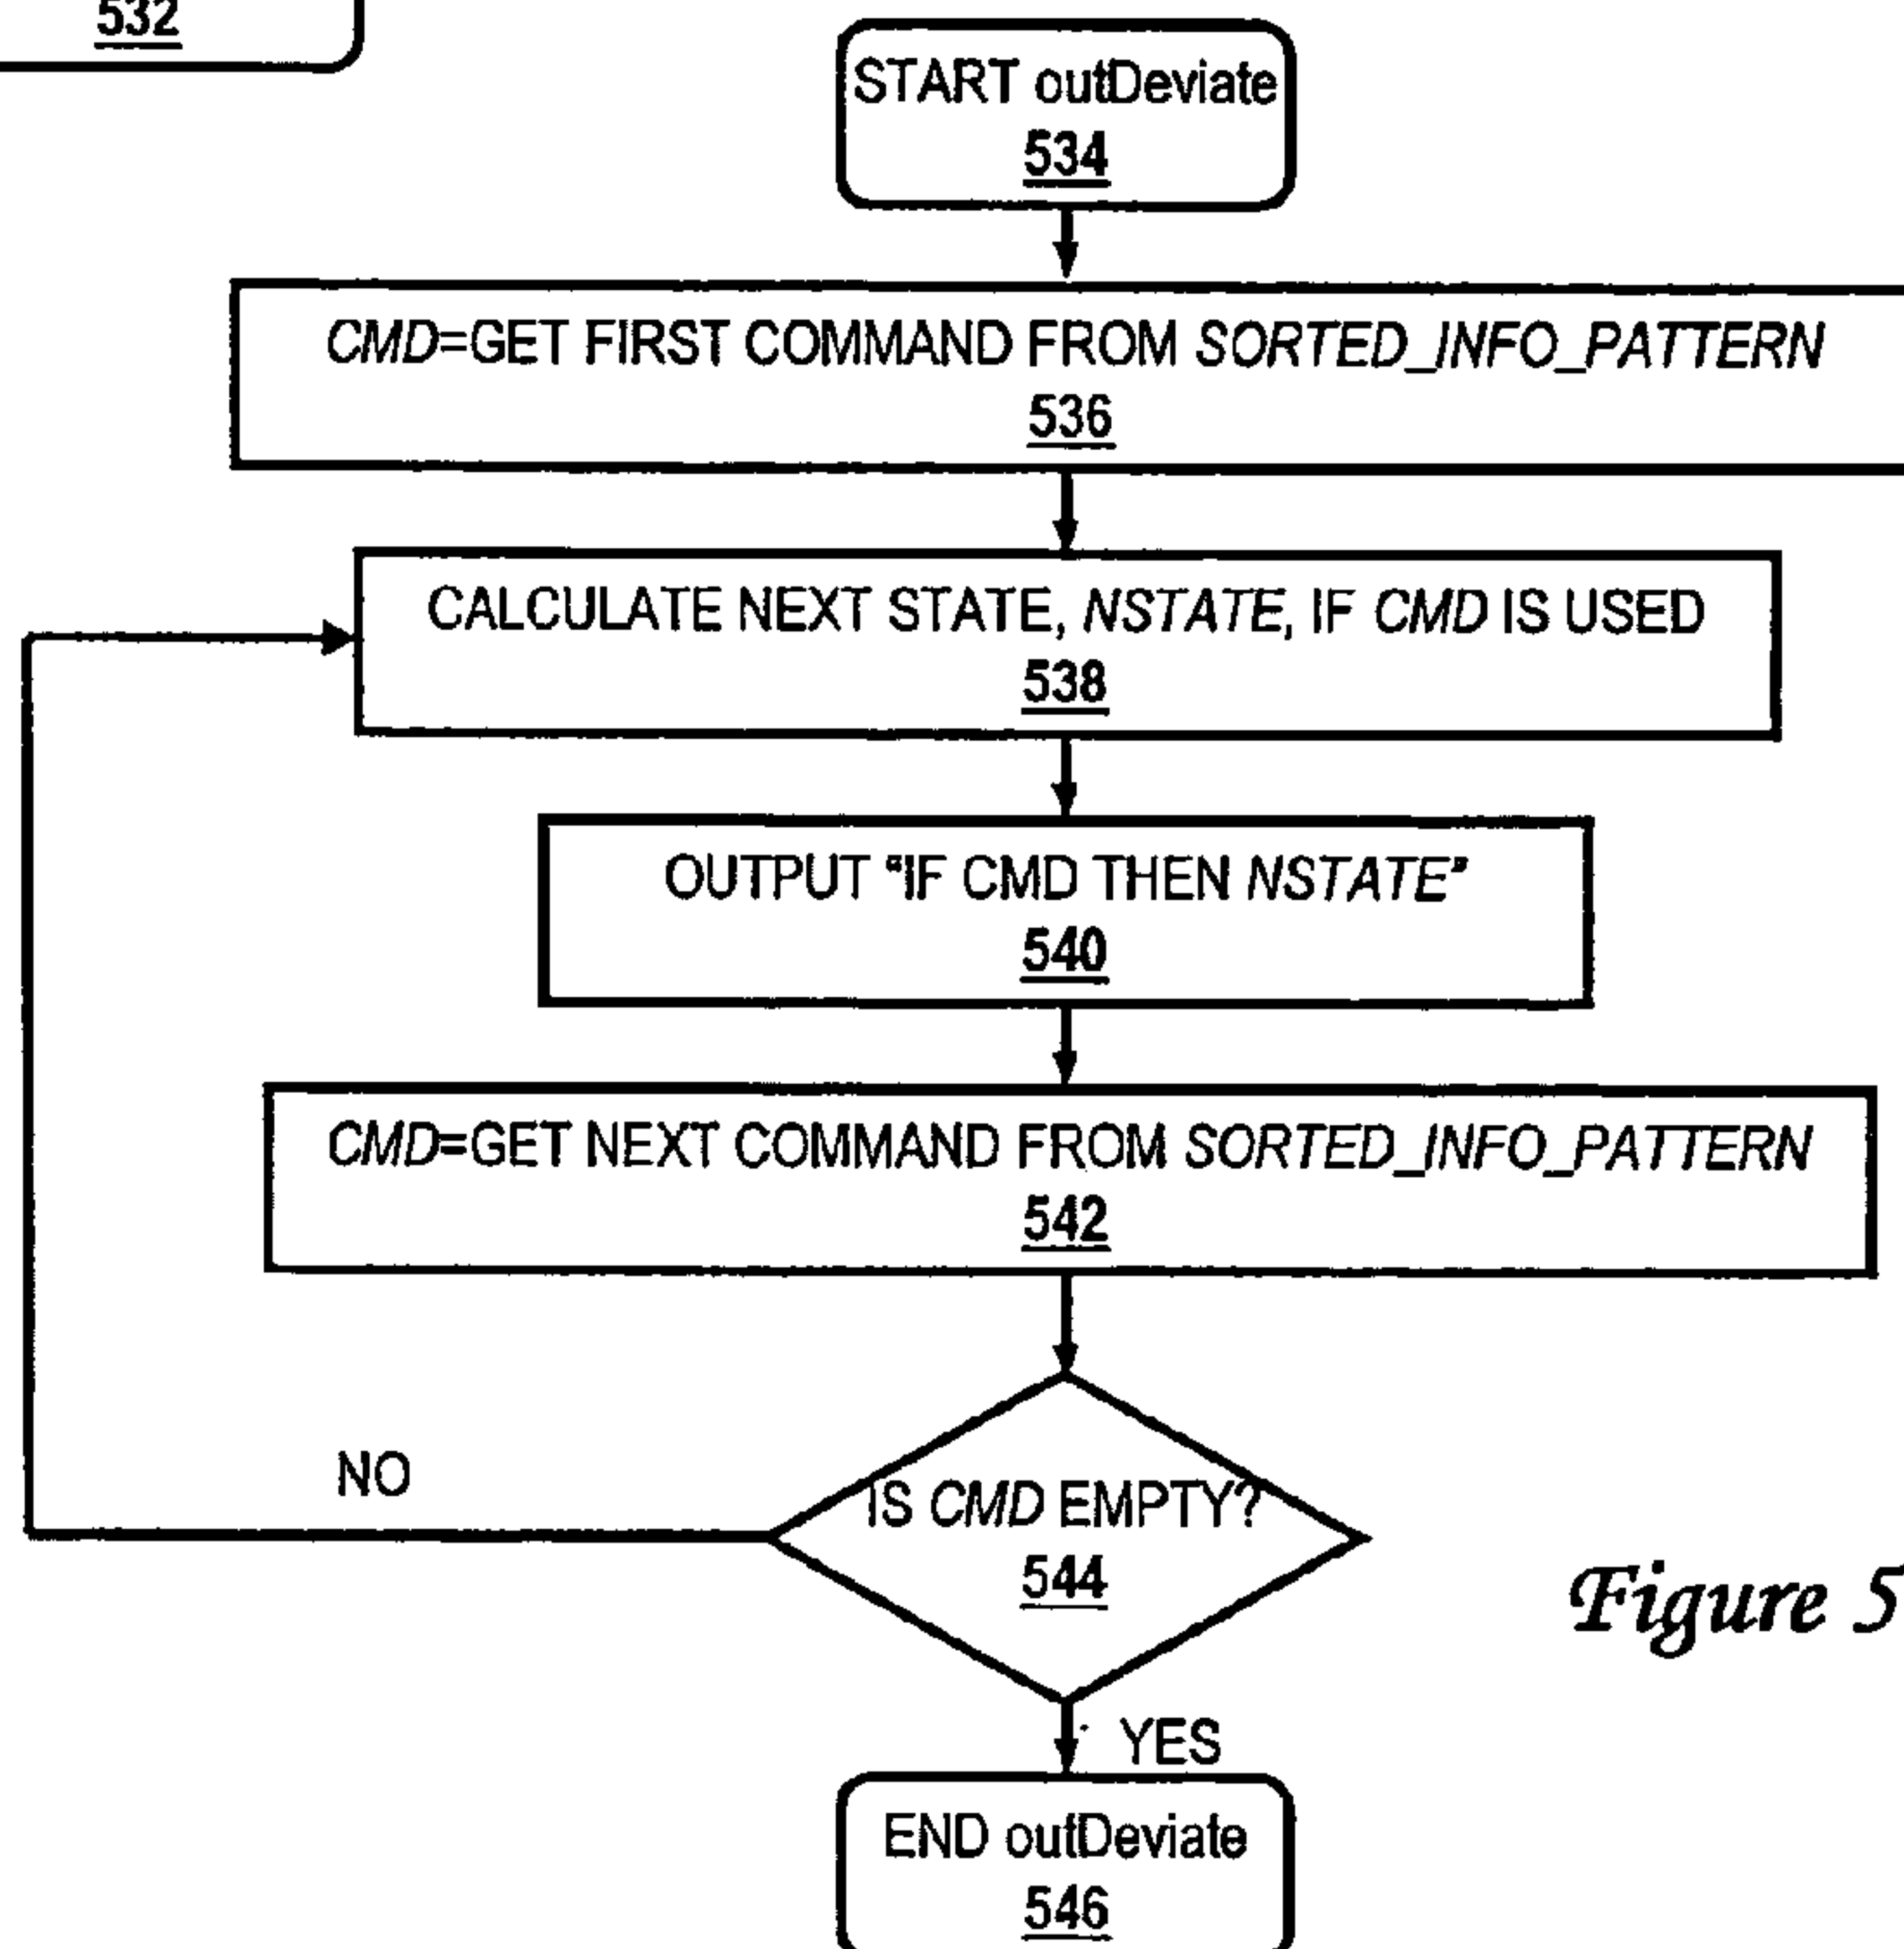 532
START outDeviate
534
CMD=GET FIRST COMMAND FROM SORTED_INFO_PATTERN
536
CALCULATE NEXT STATE, NSTATE, IF CMD IS USED
538
OUTPUT "IF CMD THEN NSTATE"
540
CMD=GET NEXT COMMAND FROM SORTED_INFO_PATTERN
542
NO
IS CMD EMPTY?
544
Figure 5
YES
END outDeviate
546